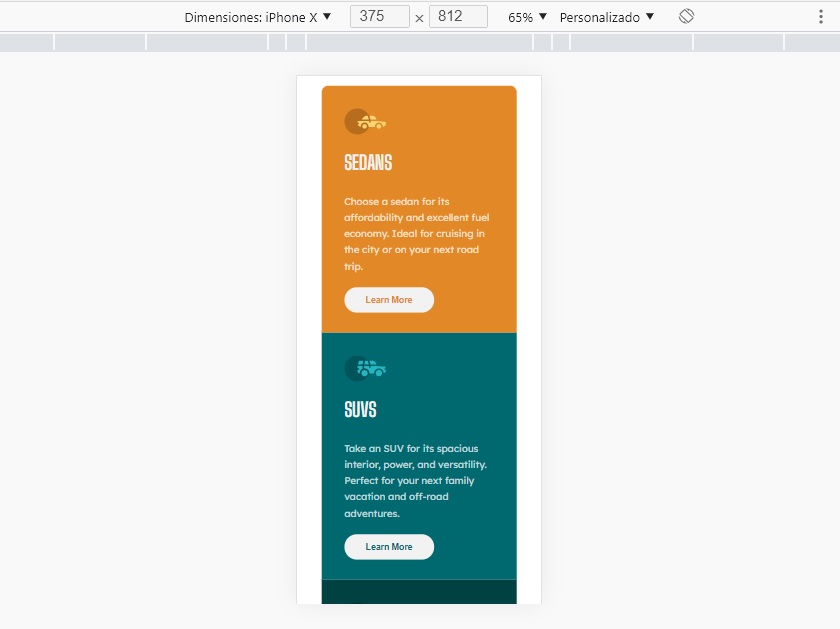 Dimensiones: iPhone X ▼ 375 × 812 65% ▼ Personalizado ▼
SEDANS
Choose a sedan for its
affordability and excellent fuel
economy. Ideal for cruising in
the city or on your next road
trip.
Learn More
SUVS
Take an SUV for its spacious
interior, power, and versatility.
Perfect for your next family
vacation and off-road
adventures.
Learn More